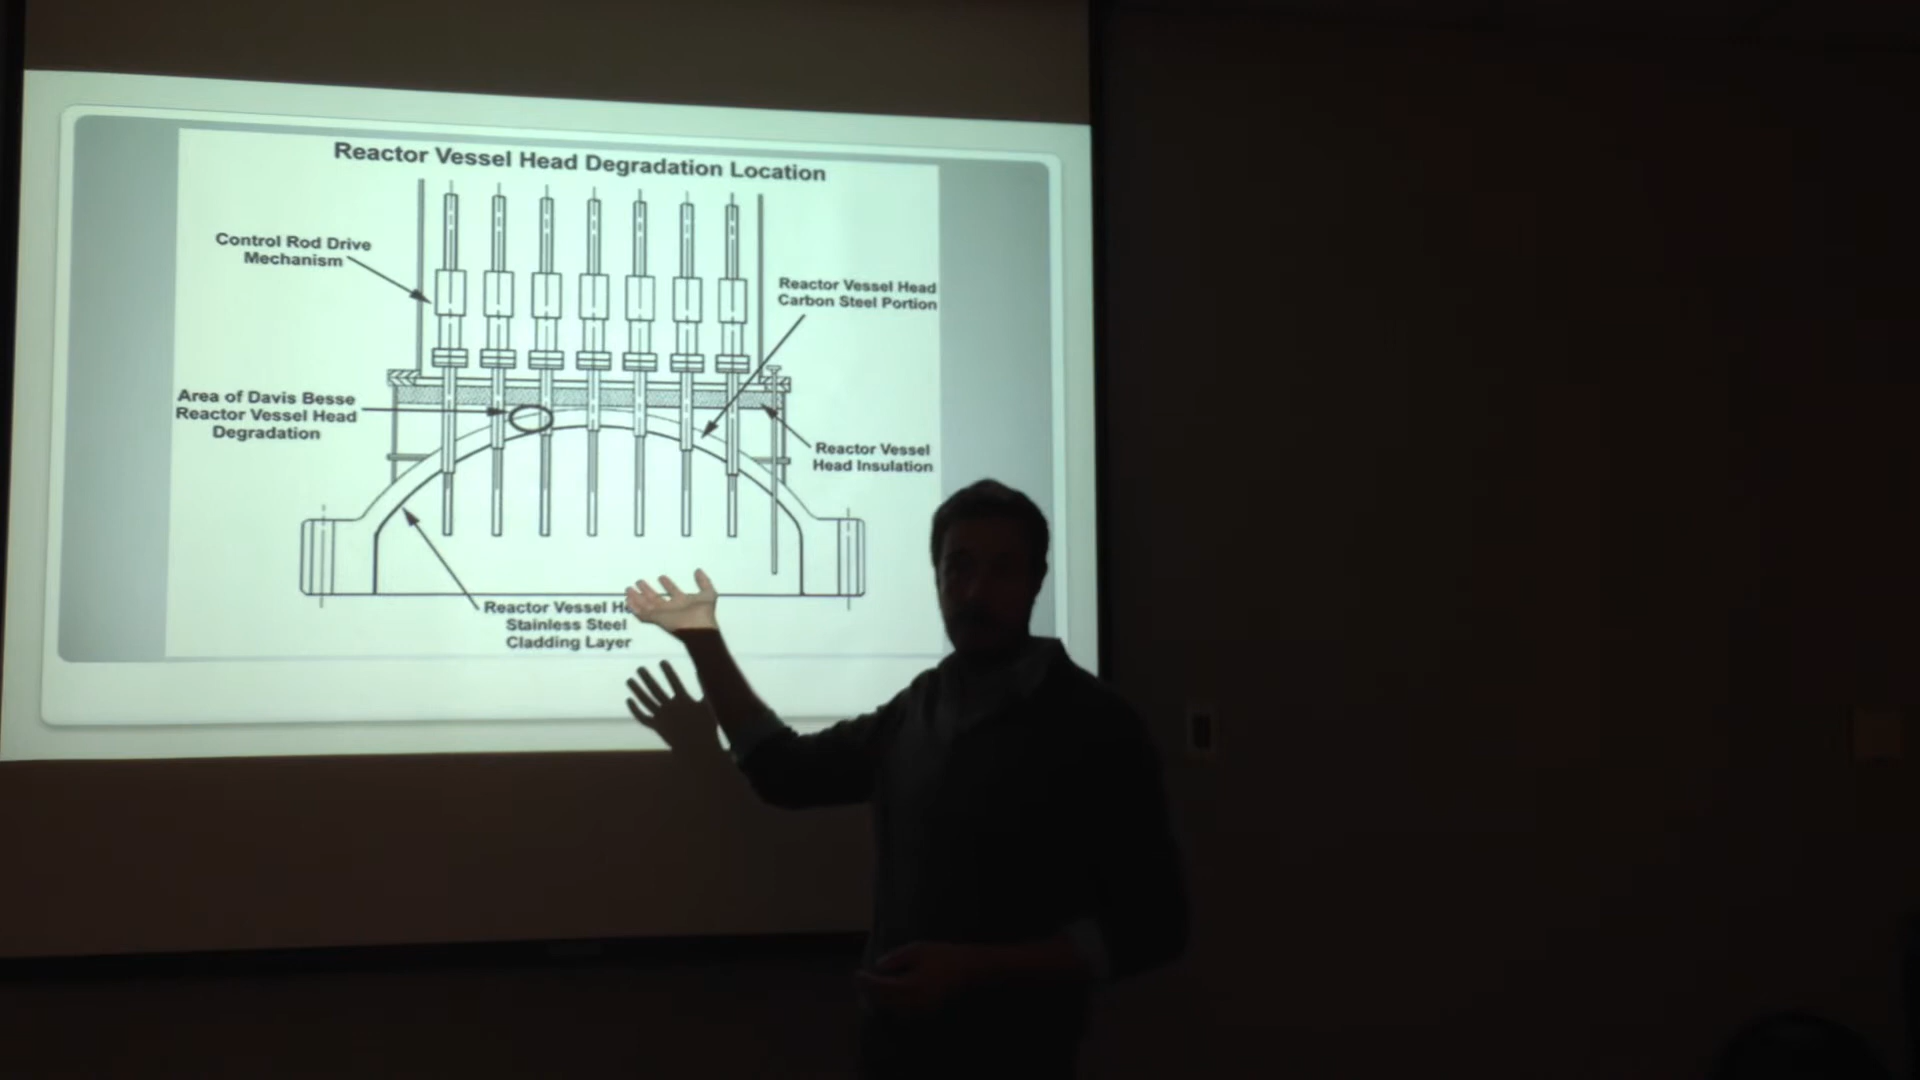 Reactor Vessel Head Degradation Location
Control Rod Drive
Mechanism
Reactor Vessel Head
Carbon Steel Portion
Area of Davis Besse
Reactor Vessel Head
Degradation
Reactor Vessel
Head Insulation
Reactor Vessel
Stainless Steel
Cladding Layer